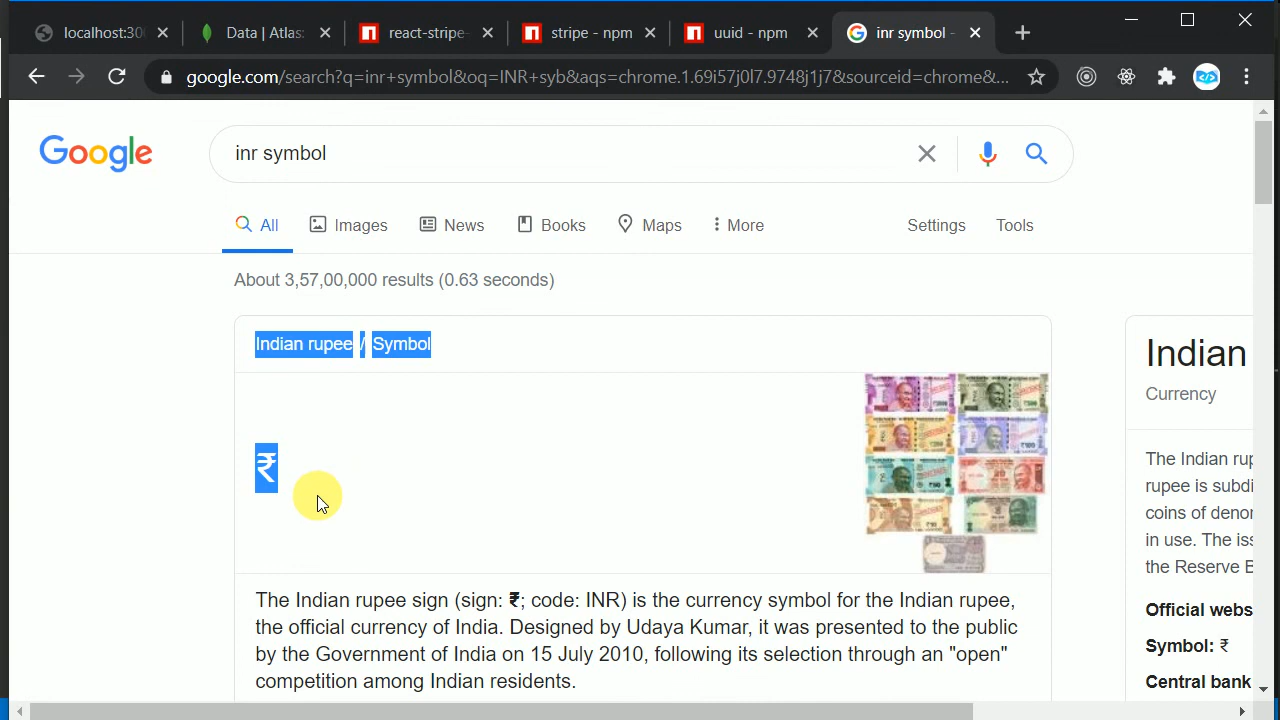 localhost:300
Data | Atlas:
react-stripe-
stripe - npm
uuid - npm
inr symbol -
google.com/search?q=inr+symbol&oq=INR+syb&aqs=chrome.1.69i57j0l7.9748j1j7&sourceid=chrome&...
Google
inr symbol
All
Images
News
Books
Maps
More
Settings
Tools
About 3,57,00,000 results (0.63 seconds)
Indian rupee / Symbol
₹
The Indian rupee sign (sign: ₹; code: INR) is the currency symbol for the Indian rupee,
the official currency of India. Designed by Udaya Kumar, it was presented to the public
by the Government of India on 15 July 2010, following its selection through an "open"
competition among Indian residents.
Indian
Currency
The Indian rup
rupee is subdi
coins of denor
in use. The iss
the Reserve B
Official webs
Symbol: ₹
Central bank